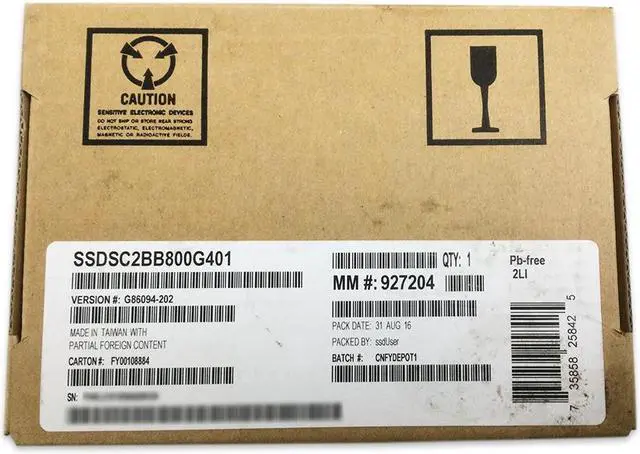 CAUTION
SENSITIVE ELECTRONIC DEVICES
DO NOT SHIP OR STORE NEAR STRONG
ELECTROSTATIC, ELECTROMAGNETIC,
MAGNETIC OR RADIOACTIVE FIELDS.
SSDSC2BB800G401
VERSION #: G86094-202
MADE IN TAIWAN WITH
PARTIAL FOREIGN CONTENT
CARTON #: FY00108884
SN:
QTY: 1
MM #: 927204
PACK DATE: 31 AUG 16
PACKED BY: ssdUser
BATCH #: CNFYDEPOT1
Pb-free
2LI
7 35858 25842 5